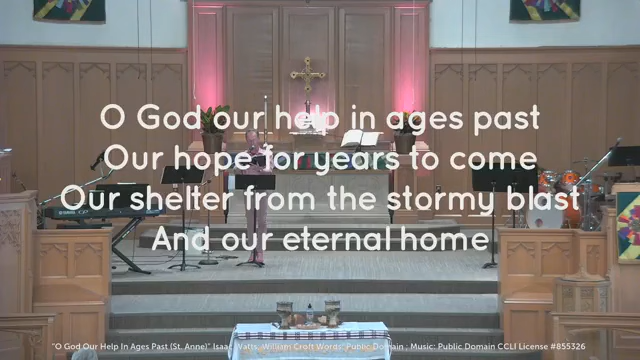 O God our help in ages past
Our hope for years to come
Our shelter from the stormy blast
And our eternal home
"O God Our Help In Ages Past (St. Anne)" Isaac Watts, William Croft Words: Public Domain ; Music: Public Domain CCLI License #855326
YAMAHA